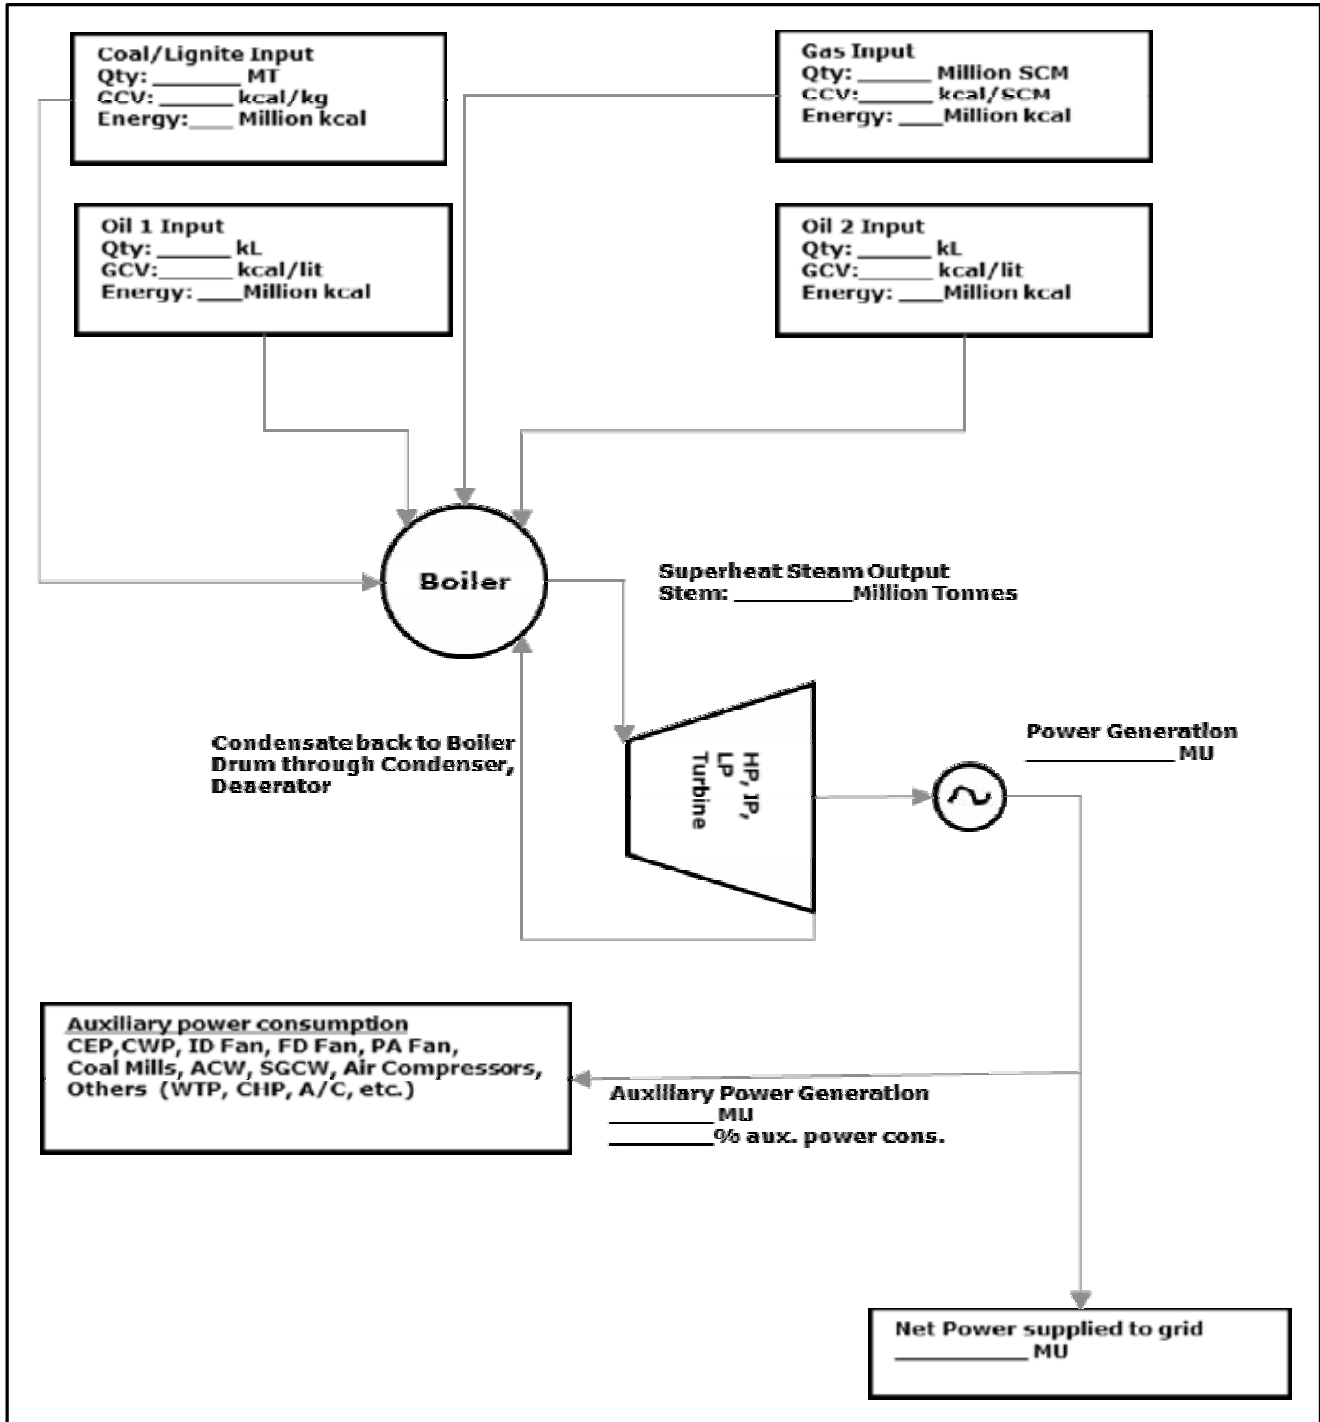 Coal/Lignite Input
Qty: ________ MT
GCV: _______ kcal/kg
Energy:____ Million kcal
Gas Input
Qty: ______ Million SCM
GCV:______ kcal/SCM
Energy: ____Million kcal
Oil 1 Input
Qty: ______ kL
GCV:______ kcal/lit
Energy: ____Million kcal
Oil 2 Input
Qty: ______ kL
GCV:______ kcal/lit
Energy: ____Million kcal
Boiler
Superheat Steam Output
Stem: __________Million Tonnes
Condensate back to Boiler
Drum through Condenser,
Deaerator
HP, IP,
LP
Turbine
Power Generation
____________ MU
Auxiliary power consumption
CEP,CWP, ID Fan, FD Fan, PA Fan,
Coal Mills, ACW, SGCW, Air Compressors,
Others (WTP, CHP, A/C, etc.)
Auxiliary Power Generation
_________ MU
_________% aux. power cons.
Net Power supplied to grid
___________ MU